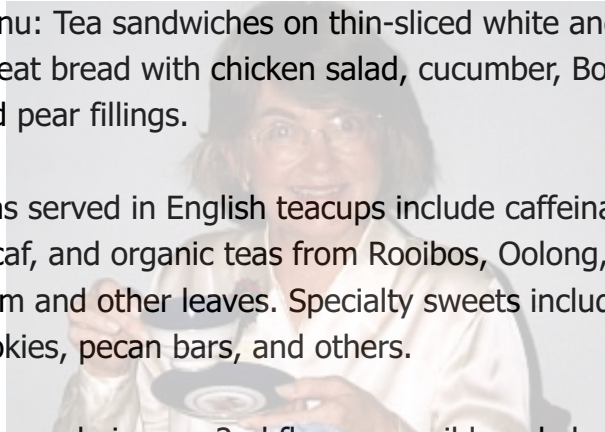 nu: Tea sandwiches on thin-sliced white an
eat bread with chicken salad, cucumber, Bo
d pear fillings.
s served in English teacups include caffeina
caf, and organic teas from Rooibos, Oolong,
m and other leaves. Specialty sweets includ
okies, pecan bars, and others.